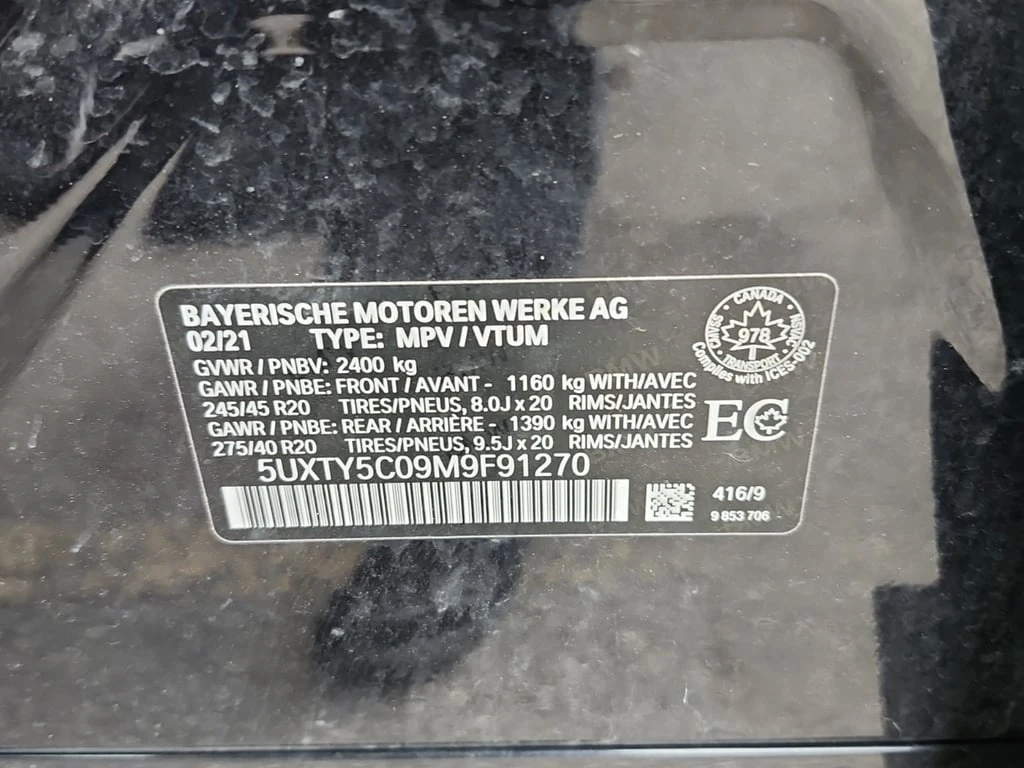 BAYERISCHE MOTOREN WERKE AG
02/21 TYPE: MPV / VTUM
GVWR / PNBV: 2400 kg
GAWR / PNBE: FRONT / AVANT - 1160 kg WITH/AVEC
245/45 R20 TIRES/PNEUS, 8.0J x 20 RIMS/JANTES
GAWR / PNBE: REAR / ARRIÈRE - 1390 kg WITH/AVEC
275/40 R20 TIRES/PNEUS, 9.5J x 20 RIMS/JANTES
5UXTY5C09M9F91270
CANADA
NSVAC
978
SSVAC
TRANSPORT
Complies with ICES-002
EC
416/9
9 853 706